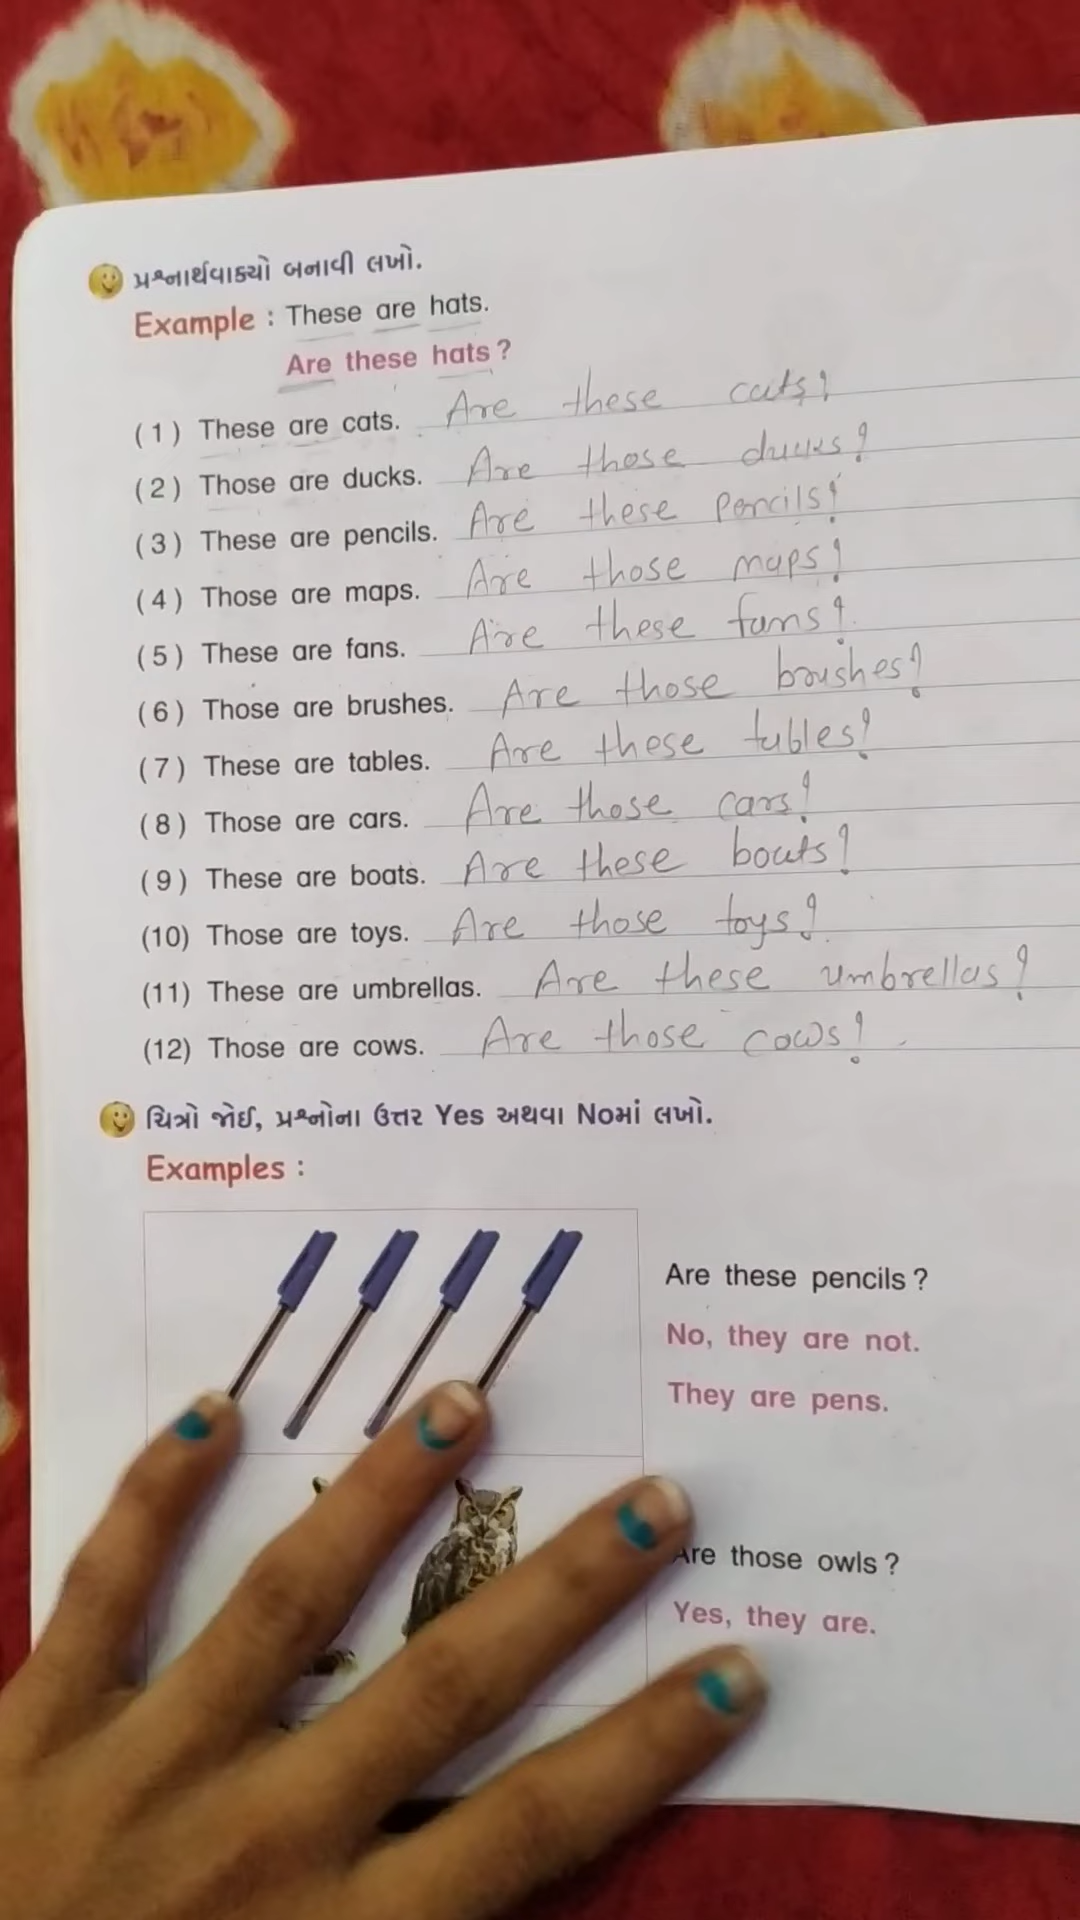 પ્રશ્નાર્થવાક્યો બનાવી લખો.
Example : These are hats.
Are these hats ?
(1) These are cats. Are these cats?
(2) Those are ducks. Are those ducks?
(3) These are pencils. Are these pencils?
(4) Those are maps. Are those maps?
(5) These are fans. Are these fans?
(6) Those are brushes. Are those brushes?
(7) These are tables. Are these tables?
(8) Those are cars. Are those cars?
(9) These are boats. Are these boats?
(10) Those are toys. Are those toys?
(11) These are umbrellas. Are these umbrellas?
(12) Those are cows. Are those cows?
ચિત્રો જોઈ, પ્રશ્નોના ઉત્તર Yes અથવા Noમાં લખો.
Examples :
Are these pencils ?
No, they are not.
They are pens.
Are those owls ?
Yes, they are.